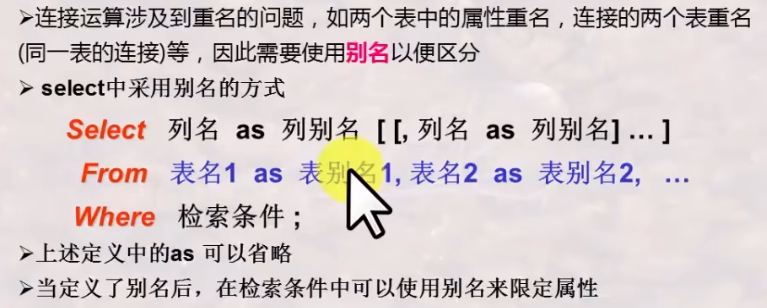 ➢连接运算涉及到重名的问题，如两个表中的属性重名，连接的两个表重名
(同一表的连接)等，因此需要使用别名以便区分
➢ select中采用别名的方式
Select 列名 as 列别名 [ [, 列名 as 列别名] … ]
From 表名1 as 表别名1, 表名2 as 表别名2, …
Where 检索条件 ;
➢上述定义中的as 可以省略
➢当定义了别名后，在检索条件中可以使用别名来限定属性